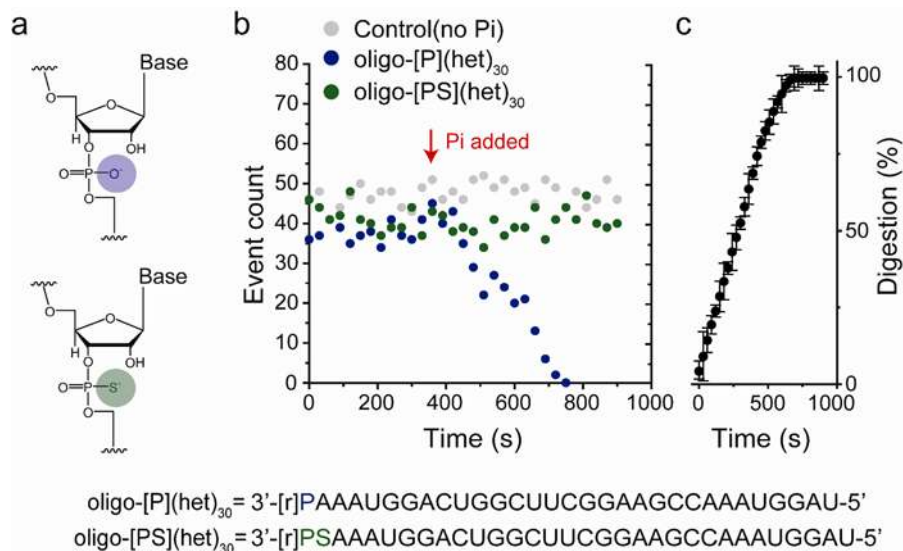 a
Base
O
O
H
OH
O
O=P-O-
O
Base
O
O
H
OH
O
O=P-S-
O
b
Control(no Pi)
oligo-[P](het)30
oligo-[PS](het)30
Pi added
Event count
80
70
60
50
40
30
20
10
0
0 200 400 600 800 1000
Time (s)
c
100
50
0
Digestion (%)
0 500 1000
Time (s)
oligo-[P](het)30= 3'-[r]PAAAUGGACUGGCUUCGGAAGCCAAAUGGAU-5'
oligo-[PS](het)30= 3'-[r]PSAAAUGGACUGGCUUCGGAAGCCAAAUGGAU-5'